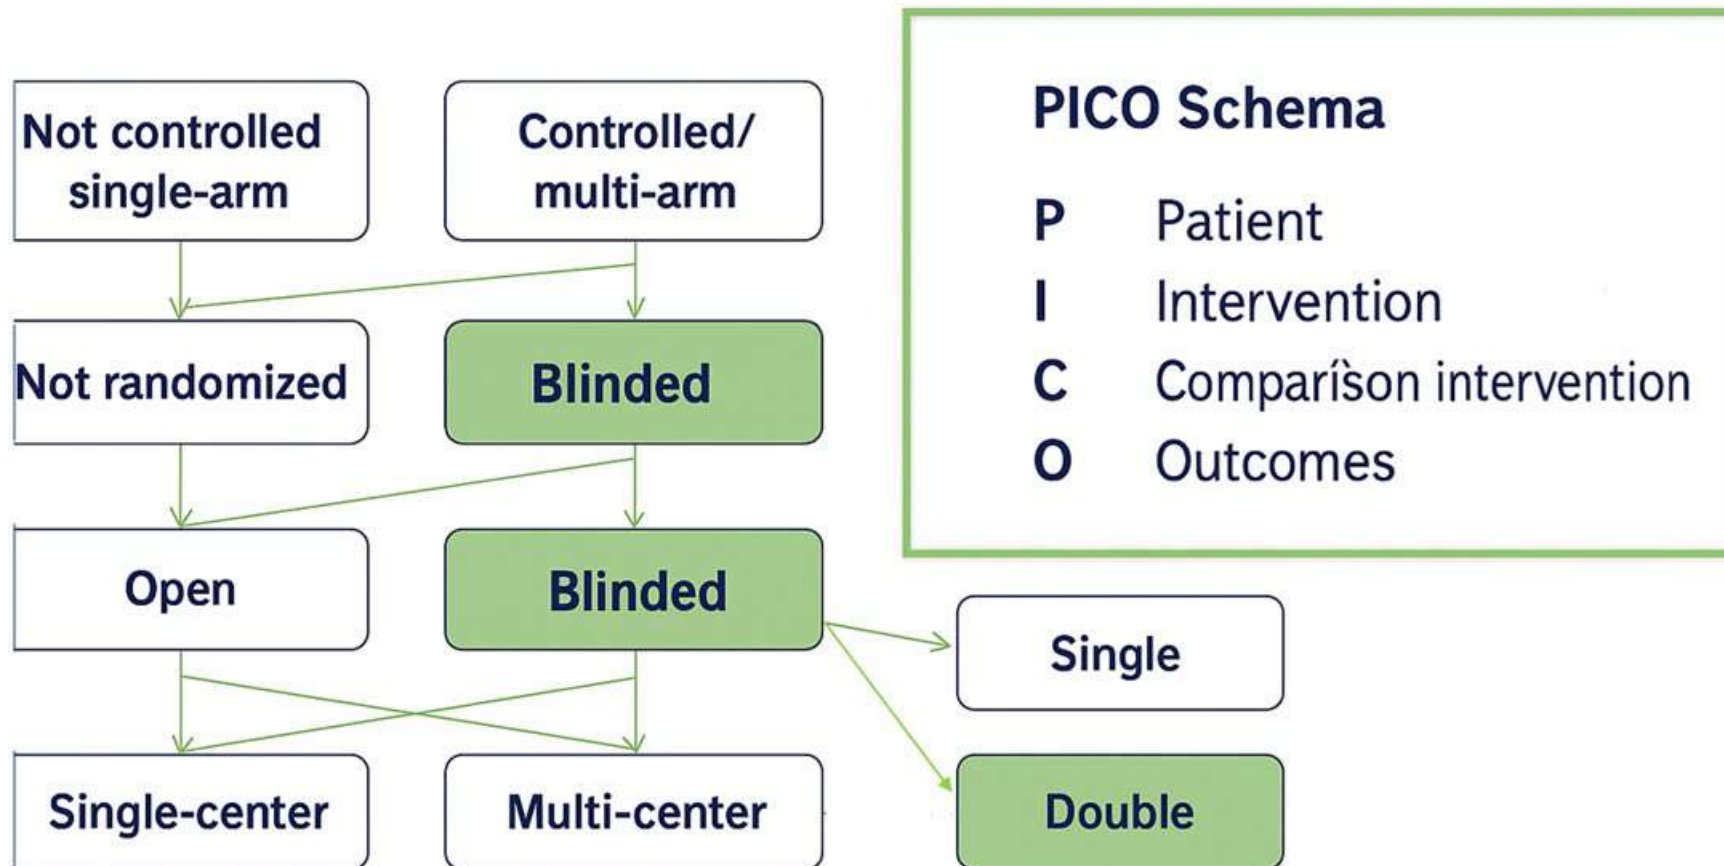 Not controlled
single-arm
Controlled/
multi-arm
Not randomized
Blinded
Open
Blinded
Single-center
Multi-center
Single
Double
PICO Schema
P Patient
I Intervention
C Comparíson intervention
O Outcomes